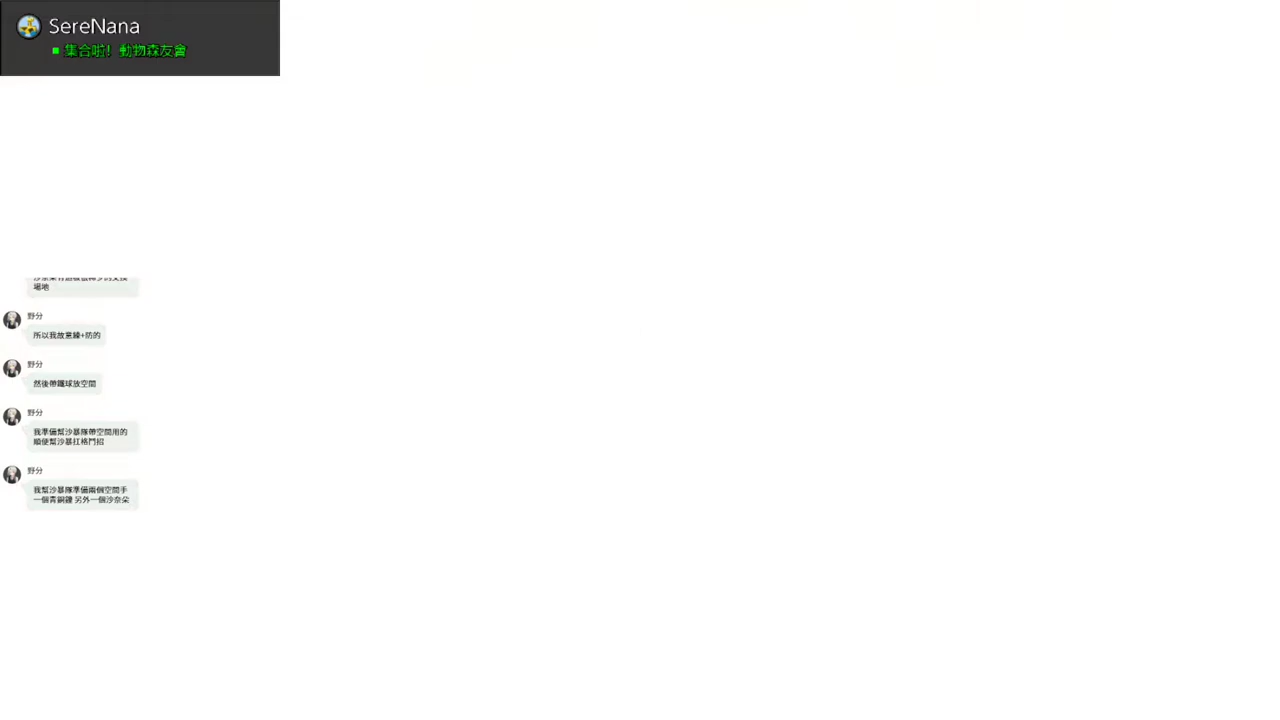 SereNana
集合啦！動物森友會
場地
野分
所以我故意練+防的
野分
然後帶鐵球放空間
野分
我準備幫沙暴隊帶空間用的
順便幫沙暴扛格鬥招
野分
我幫沙暴隊準備兩個空間手
一個青銅鐘 另外一個沙奈朵